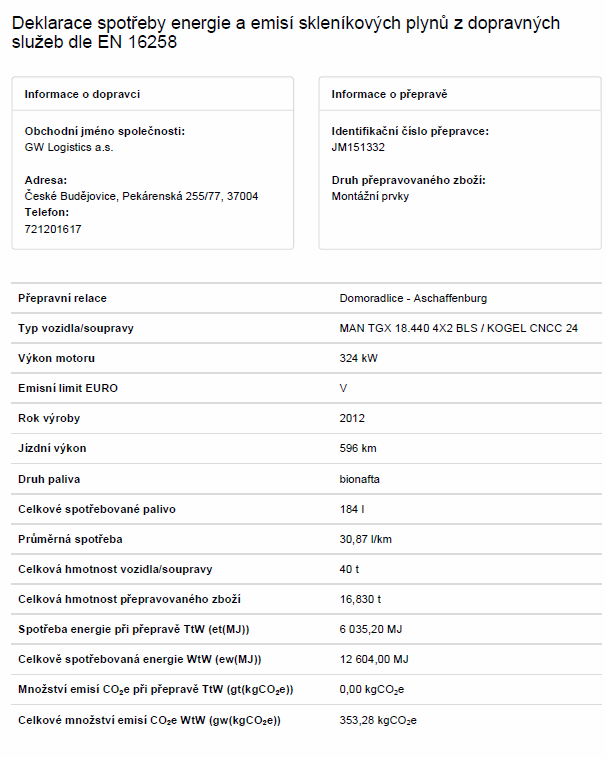 Deklarace spotřeby energie a emisí skleníkových plynů z dopravných
služeb dle EN 16258
Informace o dopravci
Obchodní jméno společnosti:
GW Logistics a.s.
Adresa:
České Budějovice, Pekárenská 255/77, 37004
Telefon:
721201617
Informace o přepravě
Identifikační číslo přepravce:
JM151332
Druh přepravovaného zboží:
Montážní prvky
Přepravní relace Domoradlice - Aschaffenburg
Typ vozidla/soupravy MAN TGX 18.440 4X2 BLS / KOGEL CNCC 24
Výkon motoru 324 kW
Emisní limit EURO V
Rok výroby 2012
Jízdní výkon 596 km
Druh paliva bionafta
Celkové spotřebované palivo 184 l
Průměrná spotřeba 30,87 l/km
Celková hmotnost vozidla/soupravy 40 t
Celková hmotnost přepravovaného zboží 16,830 t
Spotřeba energie při přepravě TtW (et(MJ)) 6 035,20 MJ
Celkově spotřebovaná energie WtW (ew(MJ)) 12 604,00 MJ
Množství emisí CO₂e při přepravě TtW (gt(kgCO₂e)) 0,00 kgCO₂e
Celkové množství emisí CO₂e WtW (gw(kgCO₂e)) 353,28 kgCO₂e